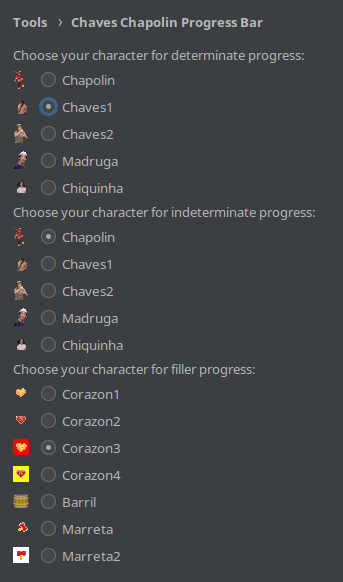 Tools › Chaves Chapolin Progress Bar
Choose your character for determinate progress:
Chapolin
Chaves1
Chaves2
Madruga
Chiquinha
Choose your character for indeterminate progress:
Chapolin
Chaves1
Chaves2
Madruga
Chiquinha
Choose your character for filler progress:
Corazon1
Corazon2
Corazon3
Corazon4
Barril
Marreta
Marreta2